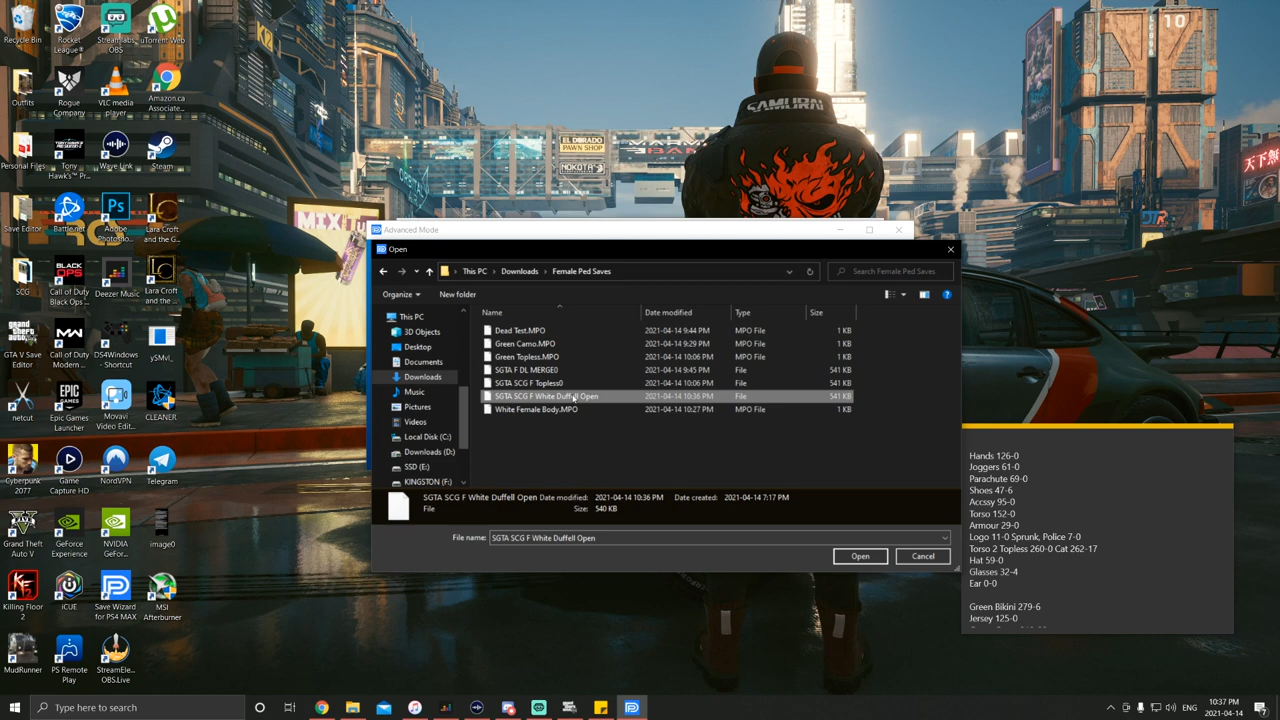 Recycle Bin
Rocket League®
Streamlabs OBS
uTorrent Web
Outfits
Rogue Company
VLC media player
Amazon.ca Associate...
Personal Files
Tony Hawk's™ Pr...
Wave Link
Steam
Save Editor
Battle.net
Adobe Photosho...
Lara Croft and the G...
SCG
Call of Duty Black Ops ...
Deezer Music
Lara Croft and the ...
GTA V Save Editor
Call of Duty Modern ...
DS4Windows - Shortcut
ySMvI_
netcut
Epic Games Launcher
Movavi Video Edit...
CLEANER
Cyberpunk 2077
Game Capture HD
NordVPN
Telegram
Grand Theft Auto V
GeForce Experience
NVIDIA GeFor...
image0
Killing Floor 2
iCUE
Save Wizard for PS4 MAX
MSI Afterburner
MudRunner
PS Remote Play
StreamEle... OBS.Live
K2
MIX
EL DORADO
PAWN SHOP
NOKOTA
SAMURAI
10
天下
Advanced Mode
Open
This PC > Downloads > Female Ped Saves
Search Female Ped Saves
Organize
New folder
This PC
3D Objects
Desktop
Documents
Downloads
Music
Pictures
Videos
Local Disk (C:)
Downloads (D:)
SSD (E:)
KINGSTON (F:)
Name Date modified Type Size
Dead Test.MPO 2021-04-14 9:44 PM MPO File 1 KB
Green Camo.MPO 2021-04-14 9:29 PM MPO File 1 KB
Green Topless.MPO 2021-04-14 10:06 PM MPO File 1 KB
SGTA F DL MERGE0 2021-04-14 9:45 PM File 541 KB
SGTA SCG F Topless0 2021-04-14 10:06 PM File 541 KB
SGTA SCG F White Duffell Open 2021-04-14 10:36 PM File 541 KB
White Female Body.MPO 2021-04-14 10:27 PM MPO File 1 KB
SGTA SCG F White Duffell Open Date modified: 2021-04-14 10:36 PM Date created: 2021-04-14 7:17 PM
File Size: 540 KB
File name: SGTA SCG F White Duffell Open
Open Cancel
Hands 126-0
Joggers 61-0
Parachute 69-0
Shoes 47-6
Accssy 95-0
Torso 152-0
Armour 29-0
Logo 11-0 Sprunk, Police 7-0
Torso 2 Topless 260-0 Cat 262-17
Hat 59-0
Glasses 32-4
Ear 0-0
Green Bikini 279-6
Jersey 125-0
Type here to search
ENG
10:37 PM
2021-04-14
7